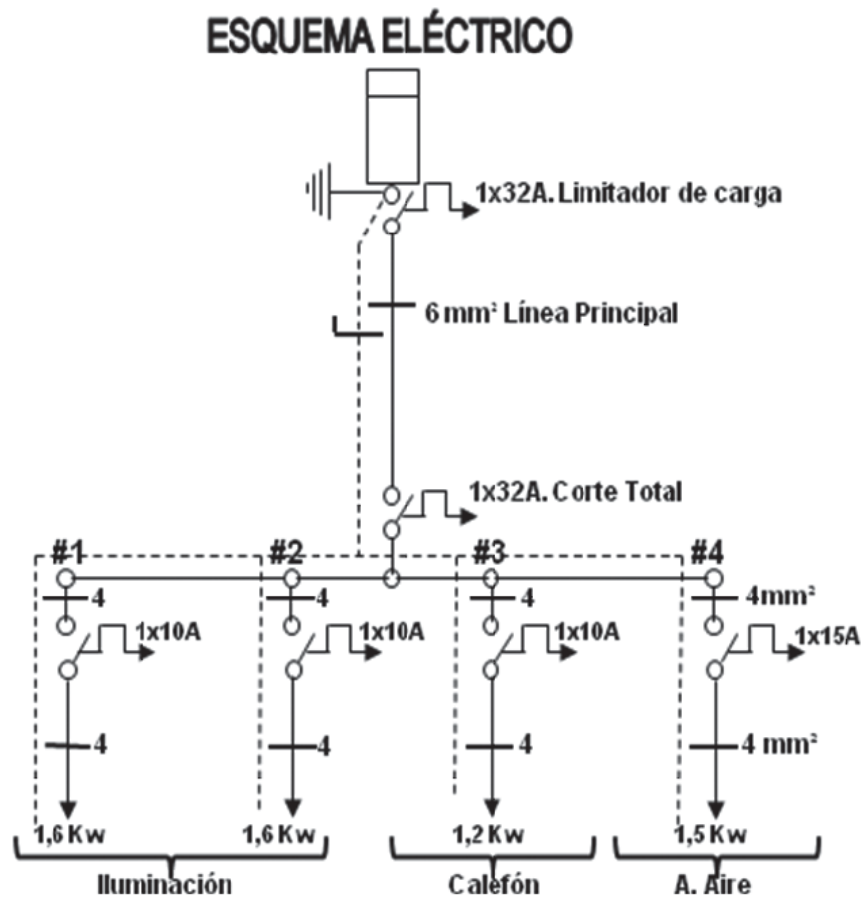 ESQUEMA ELÉCTRICO
1x32A. Limitador de carga
6 mm² Línea Principal
1x32A. Corte Total
#1 #2 #3 #4
4 4 4 4mm²
1x10A 1x10A 1x10A 1x15A
4 4 4 4 mm²
1,6 Kw 1,6 Kw 1,2 Kw 1,5 Kw
Iluminación Calefón A. Aire